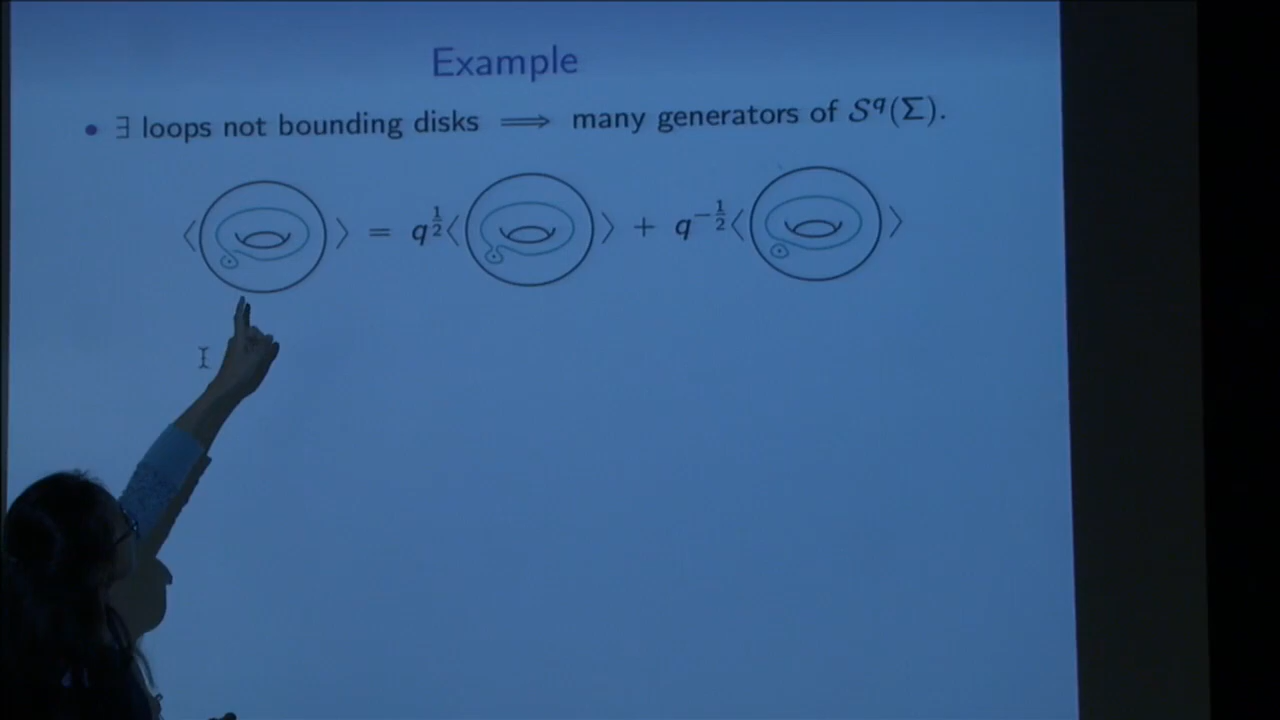 Example
• ∃ loops not bounding disks ⟹ many generators of 𝒮^q(Σ).
⟨ ⟩ = q^{1/2}⟨ ⟩ + q^{-1/2}⟨ ⟩